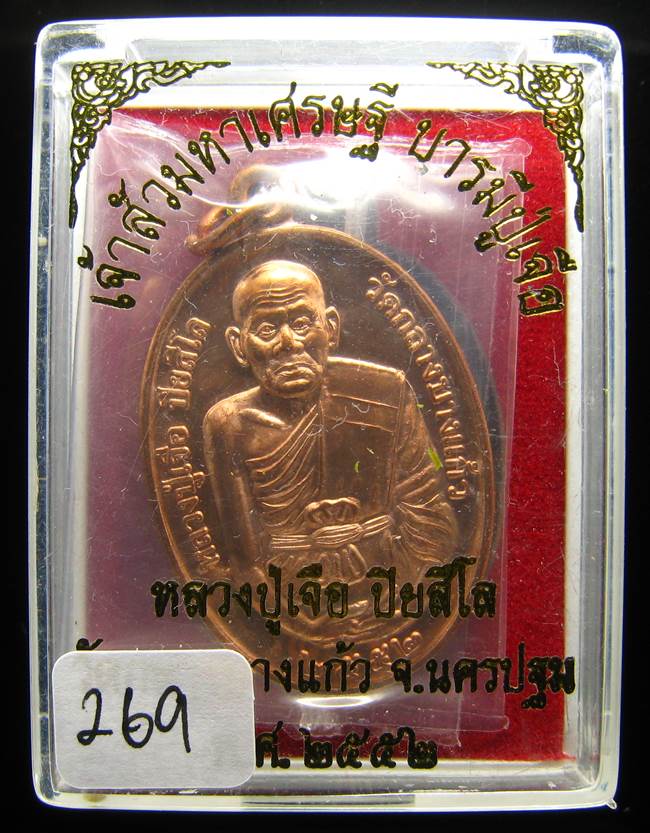 เจ้าสัวมหาเศรษฐี บารมีปู่เจือ
หลวงปู่เจือ ปิยสีโล
วัดกลางบางแก้ว
หลวงปู่เจือ ปิยสีโล
างแก้ว จ.นครปฐม
ศ. ๒๕๕๒
269